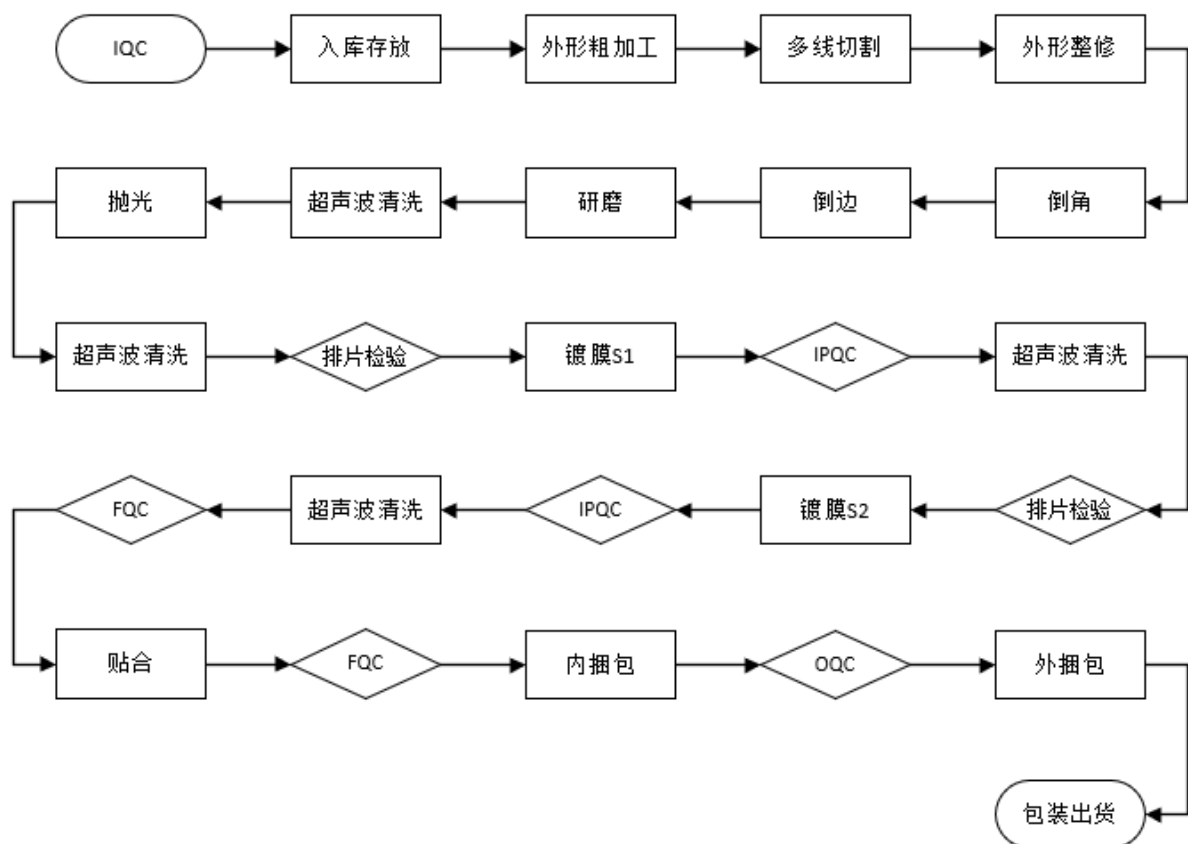 IQC
入库存放
外形粗加工
多线切割
外形整修
倒角
倒边
研磨
超声波清洗
抛光
超声波清洗
排片检验
镀膜S1
IPQC
超声波清洗
排片检验
镀膜S2
IPQC
超声波清洗
FQC
贴合
FQC
内捆包
OQC
外捆包
包装出货